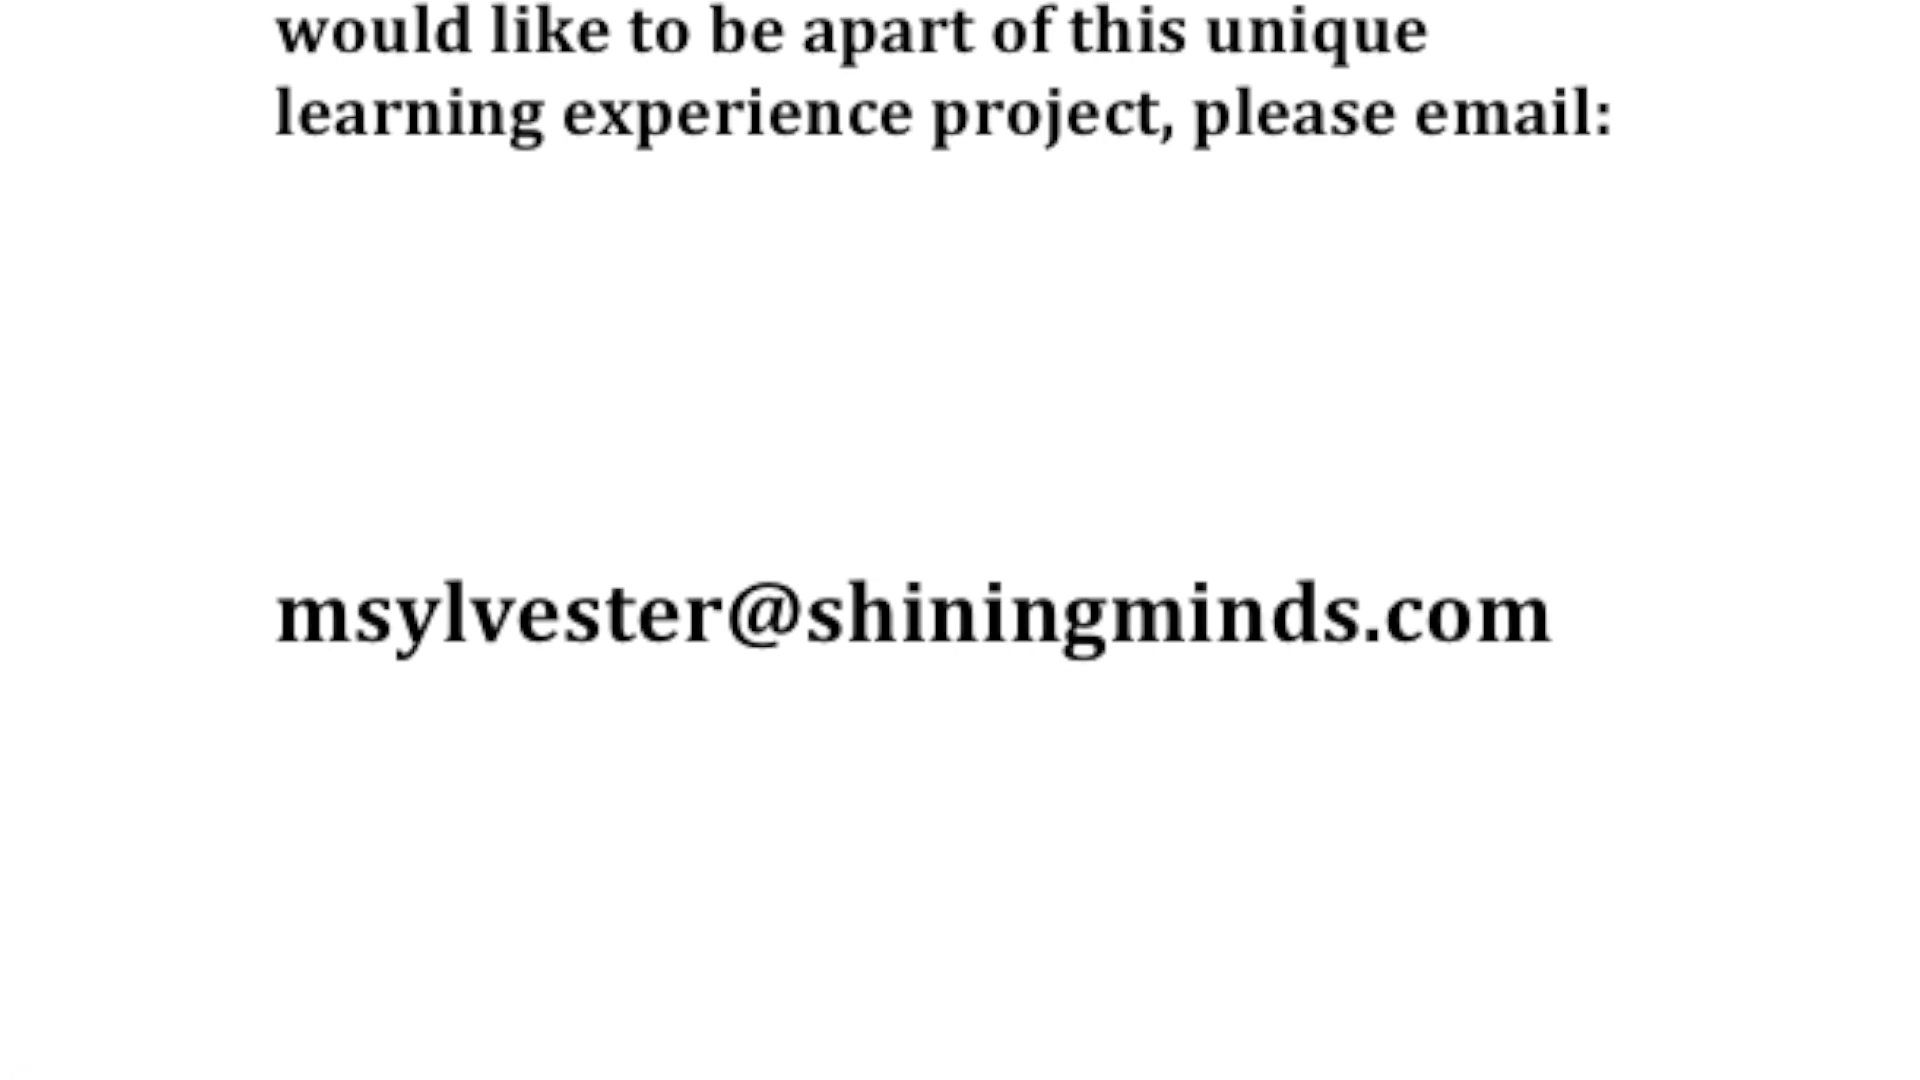 would like to be apart of this unique
learning experience project, please email:
msylvester@shiningminds.com